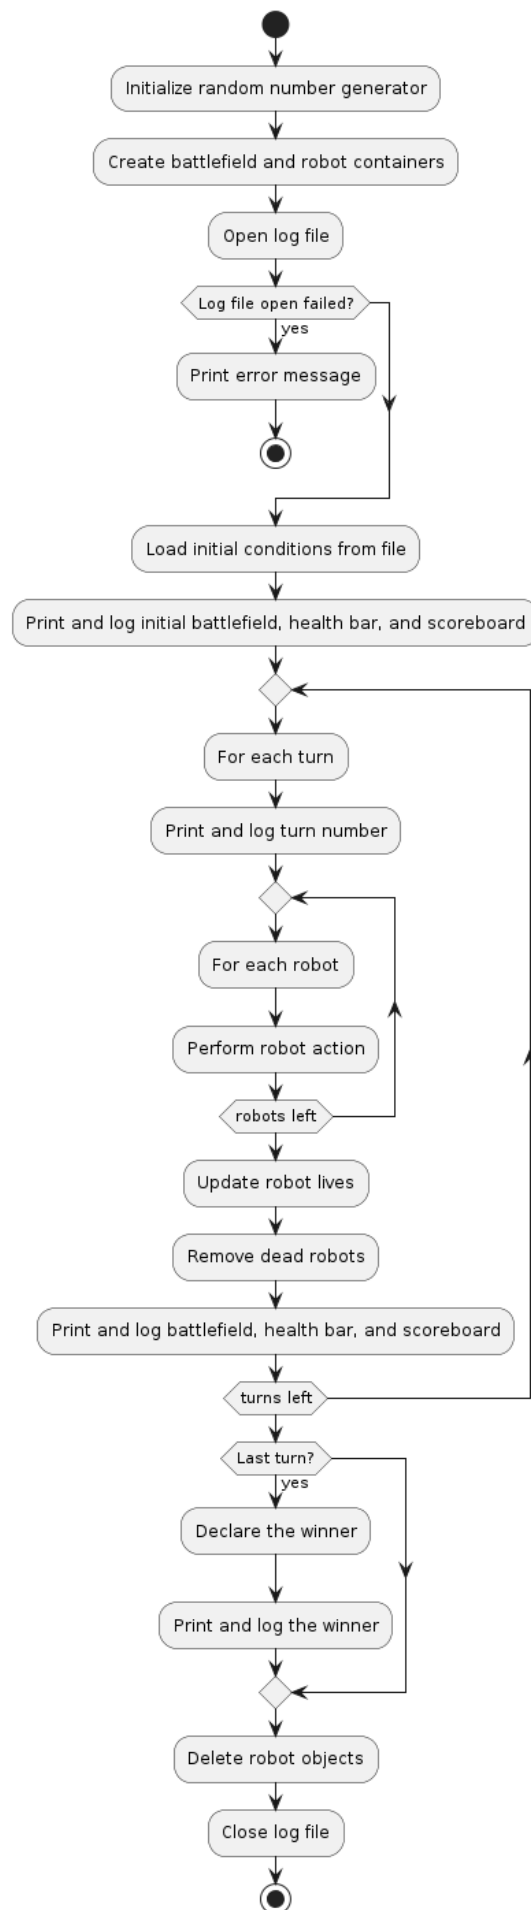 Initialize random number generator
Create battlefield and robot containers
Open log file
Log file open failed?
yes
Print error message
Load initial conditions from file
Print and log initial battlefield, health bar, and scoreboard
For each turn
Print and log turn number
For each robot
Perform robot action
robots left
Update robot lives
Remove dead robots
Print and log battlefield, health bar, and scoreboard
turns left
Last turn?
yes
Declare the winner
Print and log the winner
Delete robot objects
Close log file